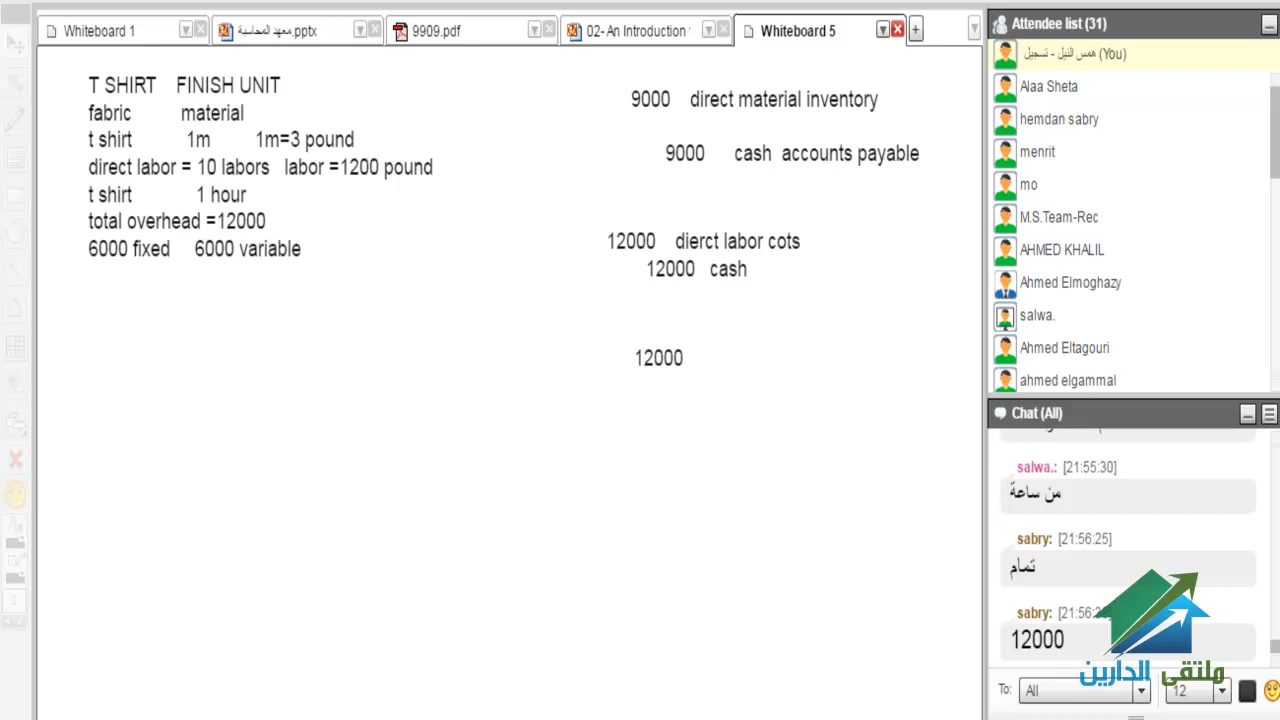 Whiteboard 1
معهد المحاسبة.pptx
9909.pdf
02- An Introduction
Whiteboard 5
T SHIRT FINISH UNIT
fabric material
t shirt 1m 1m=3 pound
direct labor = 10 labors labor =1200 pound
t shirt 1 hour
total overhead =12000
6000 fixed 6000 variable
9000 direct material inventory
9000 cash accounts payable
12000 dierct labor cots
12000 cash
12000
Attendee list (31)
همس النيل - تسجيل (You)
Alaa Sheta
hemdan sabry
menrit
mo
M.S.Team-Rec
AHMED KHALIL
Ahmed Elmoghazy
salwa.
Ahmed Eltagouri
ahmed elgammal
Chat (All)
salwa.: [21:55:30]
من ساعة
sabry: [21:56:25]
تمام
sabry:
12000
ملتقى الدارين
To: All 12